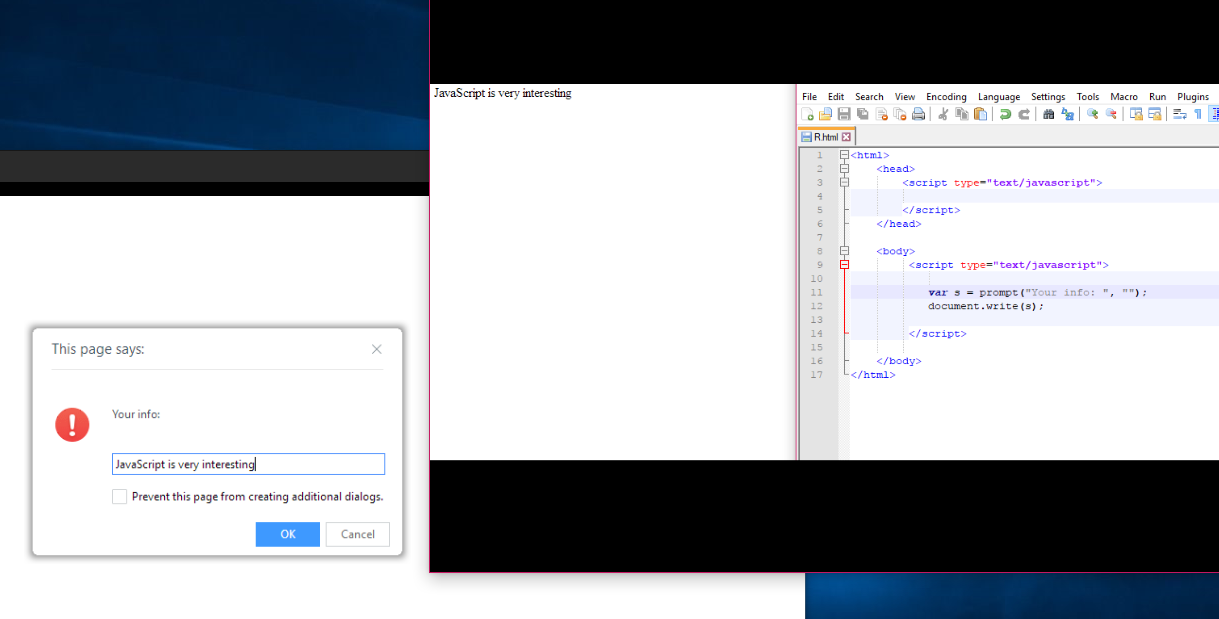 JavaScript is very interesting
File Edit Search View Encoding Language Settings Tools Macro Run Plugins
R.html
1 <html>
2 <head>
3 <script type="text/javascript">
4
5 </script>
6 </head>
7
8 <body>
9 <script type="text/javascript">
10
11 var s = prompt("Your info: ", "");
12 document.write(s);
13
14 </script>
15
16 </body>
17 </html>
This page says:
Your info:
JavaScript is very interesting
Prevent this page from creating additional dialogs.
OK Cancel